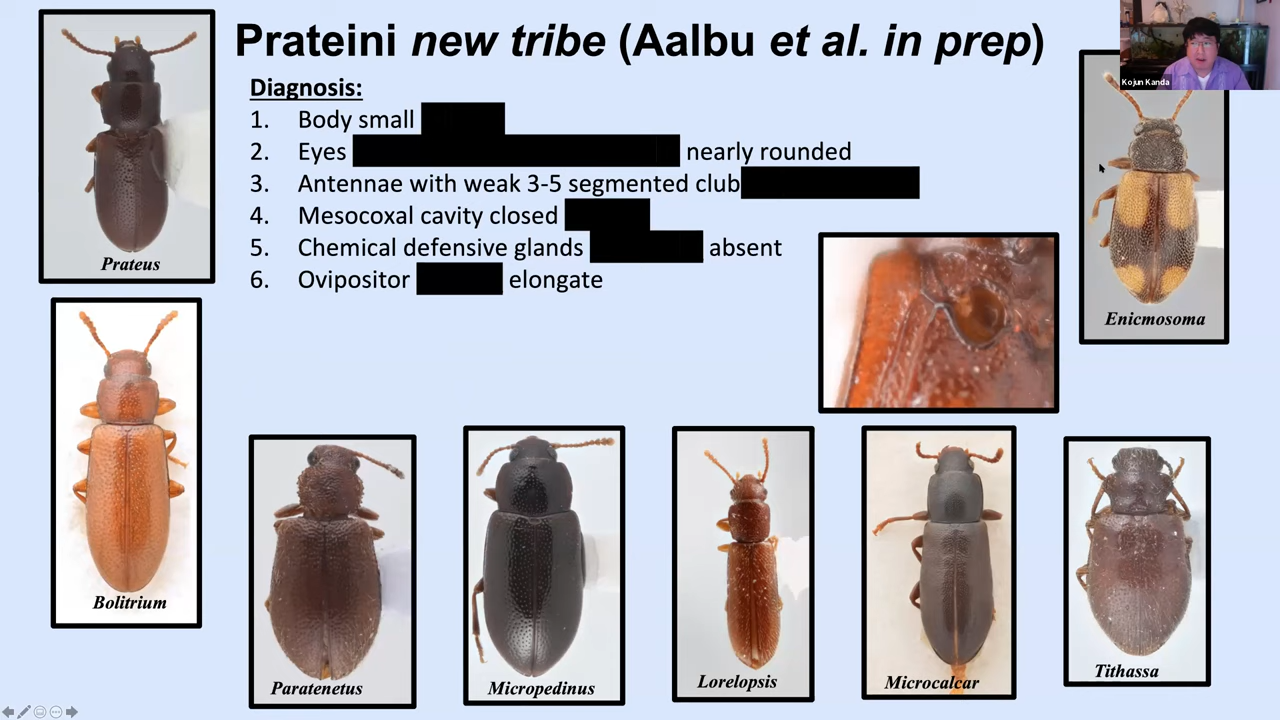 Prateini new tribe (Aalbu et al. in prep)
Kojun Kanda
Diagnosis:
1. Body small
2. Eyes nearly rounded
3. Antennae with weak 3-5 segmented club
4. Mesocoxal cavity closed
5. Chemical defensive glands absent
6. Ovipositor elongate
Prateus
Enicmosoma
Bolitrium
Paratenetus
Micropedinus
Lorelopsis
Microcalcar
Tithassa